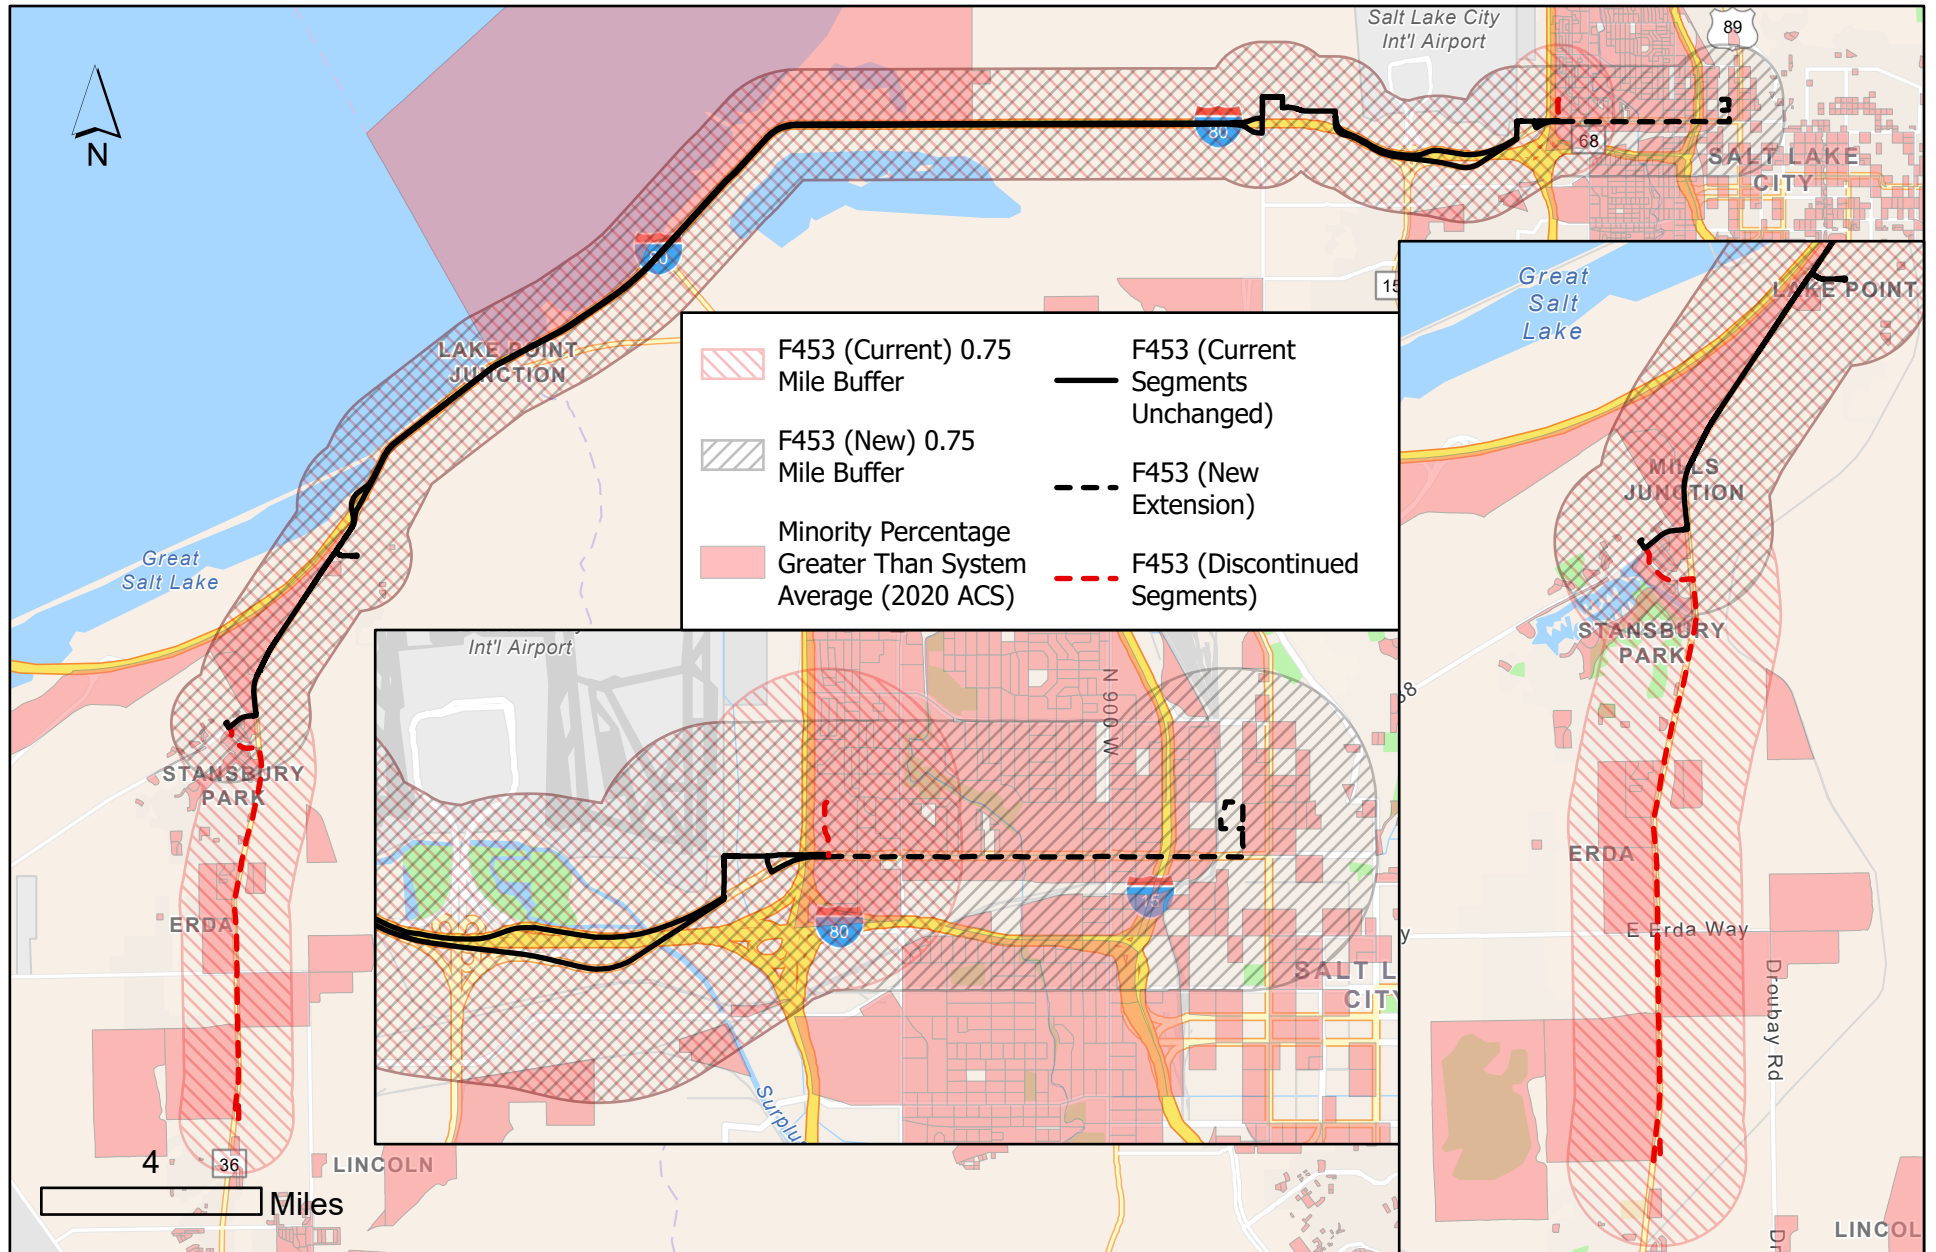 Salt Lake City
Int'l Airport
89
N
80
68
SALT LAKE
CITY
80
LAKE POINT
JUNCTION
15
Great
Salt Lake
STANSBURY
PARK
ERDA
36
LINCOLN
4
Miles
F453 (Current) 0.75
Mile Buffer
F453 (New) 0.75
Mile Buffer
Minority Percentage
Greater Than System
Average (2020 ACS)
F453 (Current
Segments
Unchanged)
F453 (New
Extension)
F453 (Discontinued
Segments)
Int'l Airport
N 900 W
80
15
SALT L
CITY
Surplu
Great
Salt
Lake
LAKE POINT
MILLS
JUNCTION
STANSBURY
PARK
ERDA
E Erda Way
Droubay Rd
Dr
LINCOL